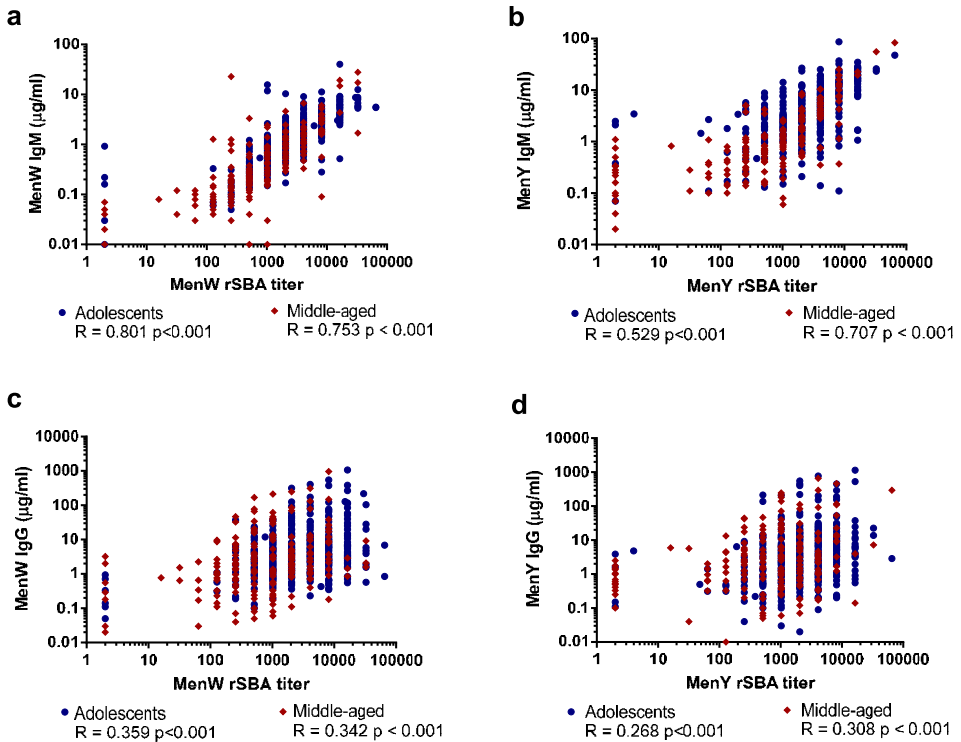 a
MenW IgM (µg/ml)
100
10
1
0.1
0.01
1 10 100 1000 10000 100000
MenW rSBA titer
Adolescents
R = 0.801 p<0.001
Middle-aged
R = 0.753 p < 0.001
b
MenY IgM (µg/ml)
100
10
1
0.1
0.01
1 10 100 1000 10000 100000
MenY rSBA titer
Adolescents
R = 0.529 p<0.001
Middle-aged
R = 0.707 p < 0.001
c
MenW IgG (µg/ml)
10000
1000
100
10
1
0.1
0.01
1 10 100 1000 10000 100000
MenW rSBA titer
Adolescents
R = 0.359 p<0.001
Middle-aged
R = 0.342 p < 0.001
d
MenY IgG (µg/ml)
10000
1000
100
10
1
0.1
0.01
1 10 100 1000 10000 100000
MenY rSBA titer
Adolescents
R = 0.268 p<0.001
Middle-aged
R = 0.308 p < 0.001